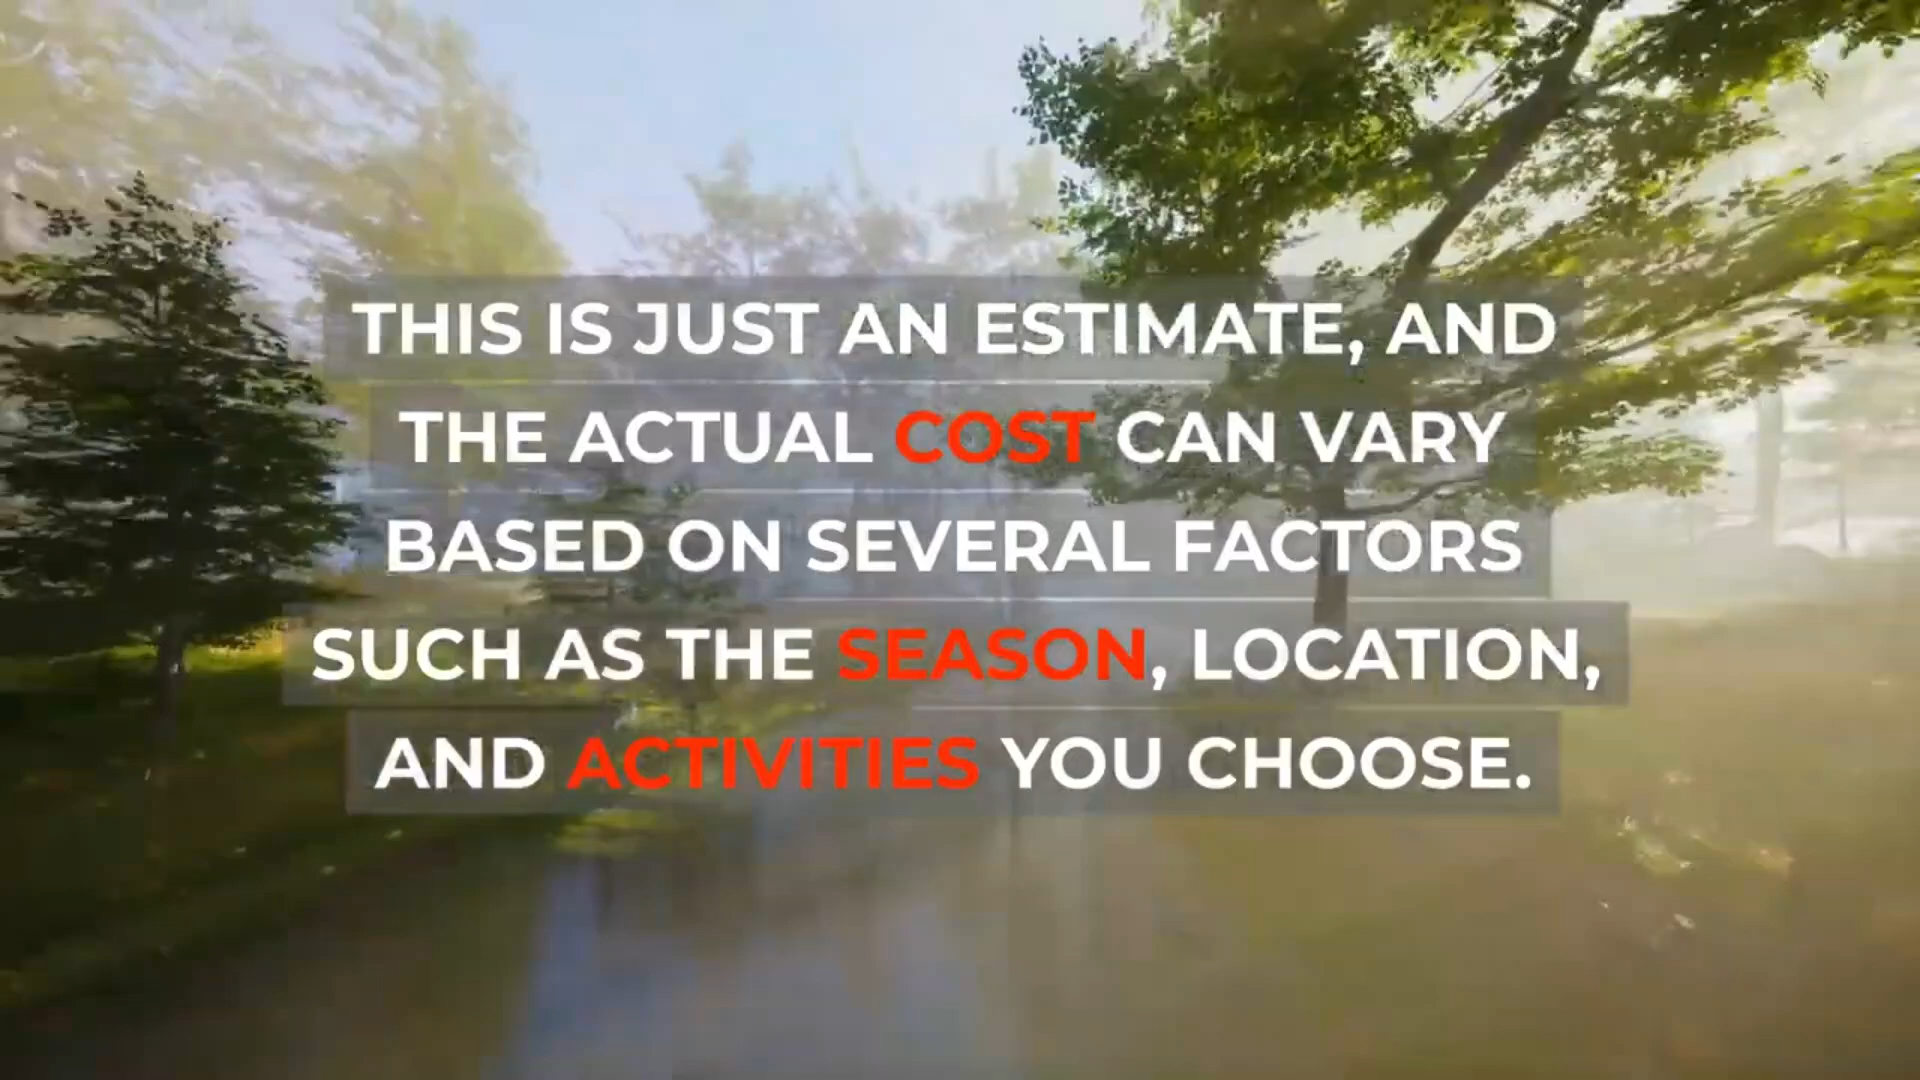 THIS IS JUST AN ESTIMATE, AND
THE ACTUAL COST CAN VARY
BASED ON SEVERAL FACTORS
SUCH AS THE SEASON, LOCATION,
AND ACTIVITIES YOU CHOOSE.